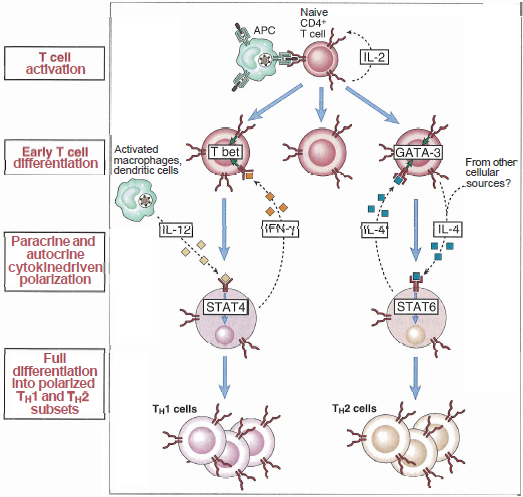 Naive
CD4+
T cell
APC
IL-2
T cell
activation
Early T cell
differentiation
Activated
macrophages,
dendritic cells
T bet
GATA-3
From other
cellular
sources?
IL-12
IFN-γ
IL-4
IL-4
Paracrine and
autocrine
cytokinedriven
polarization
STAT4
STAT6
Full
differentiation
into polarized
TH1 and TH2
subsets
TH1 cells
TH2 cells